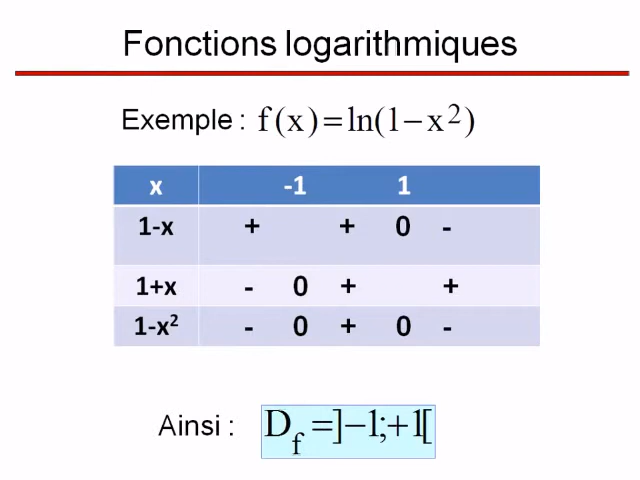 Fonctions logarithmiques
Exemple : f(x)=ln(1−x²)
x -1 1
1-x + + 0 -
1+x - 0 + +
1-x² - 0 + 0 -
Ainsi : D_f =]−1;+1[